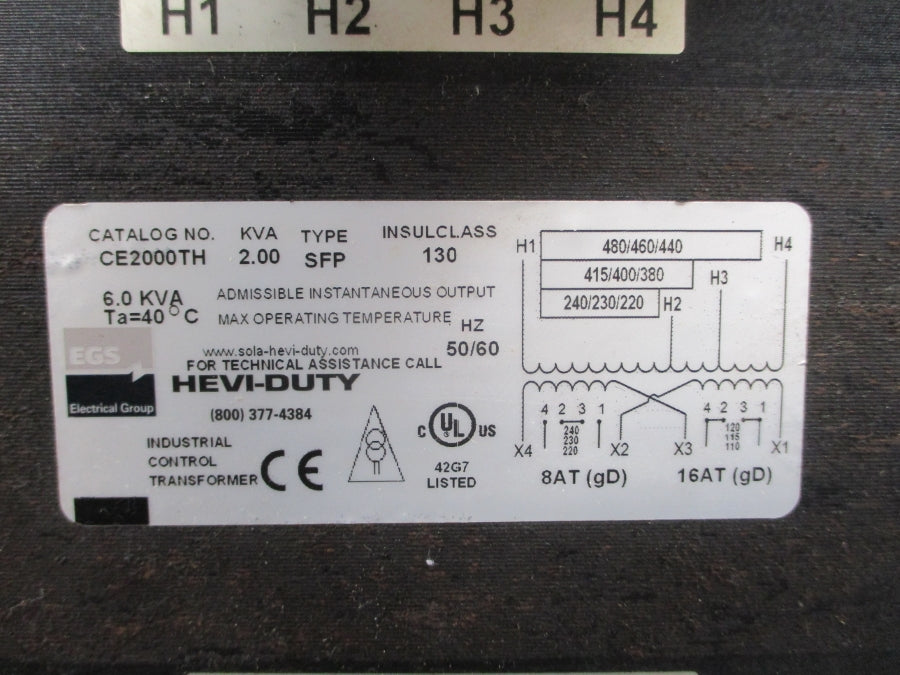 H1 H2 H3 H4
CATALOG NO. KVA TYPE INSULCLASS
CE2000TH 2.00 SFP 130
6.0 KVA ADMISSIBLE INSTANTANEOUS OUTPUT
Ta=40°C MAX OPERATING TEMPERATURE HZ
50/60
www.sola-hevi-duty.com
FOR TECHNICAL ASSISTANCE CALL
EGS
Electrical Group
HEVI-DUTY
(800) 377-4384
INDUSTRIAL
CONTROL
TRANSFORMER
CE
C UL US
42G7
LISTED
H1 480/460/440 H4
415/400/380 H3
240/230/220 H2
4 2 3 1 4 2 3 1
240
230
220
120
115
110
X4 X2 X3 X1
8AT (gD) 16AT (gD)